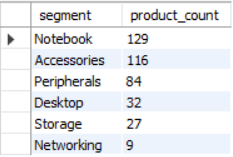 segment product_count
Notebook 129
Accessories 116
Peripherals 84
Desktop 32
Storage 27
Networking 9